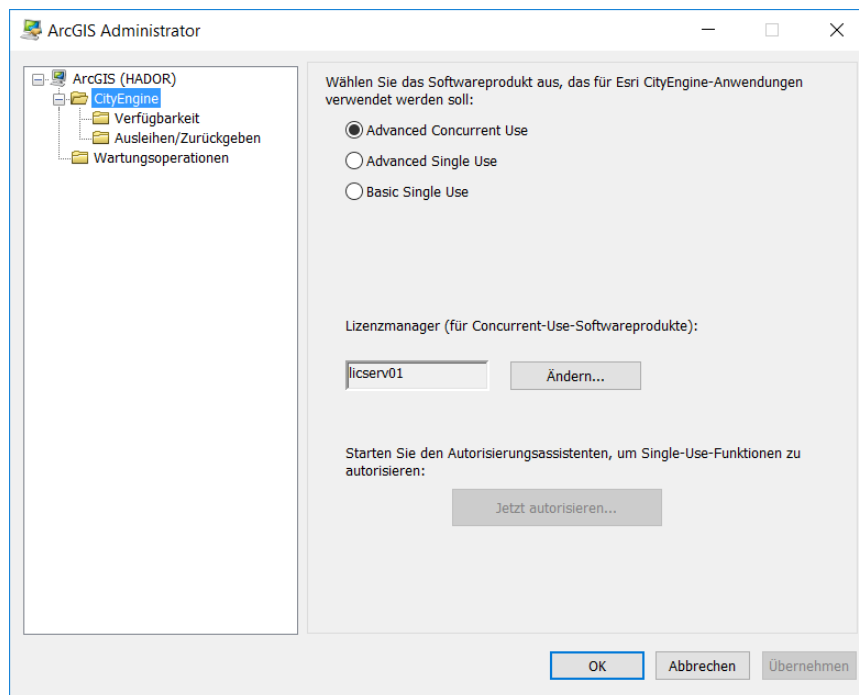 ArcGIS Administrator
ArcGIS (HADOR)
CityEngine
Verfügbarkeit
Ausleihen/Zurückgeben
Wartungsoperationen
Wählen Sie das Softwareprodukt aus, das für Esri CityEngine-Anwendungen
verwendet werden soll:
Advanced Concurrent Use
Advanced Single Use
Basic Single Use
Lizenzmanager (für Concurrent-Use-Softwareprodukte):
licserv01
Ändern...
Starten Sie den Autorisierungsassistenten, um Single-Use-Funktionen zu
autorisieren:
Jetzt autorisieren...
OK
Abbrechen
Übernehmen